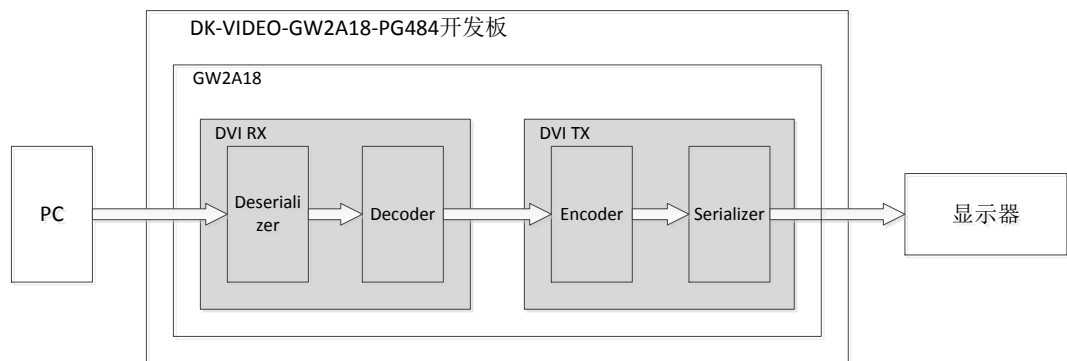 DK-VIDEO-GW2A18-PG484开发板
GW2A18
DVI RX
DVI TX
PC
Deseriali
zer
Decoder
Encoder
Serializer
显示器